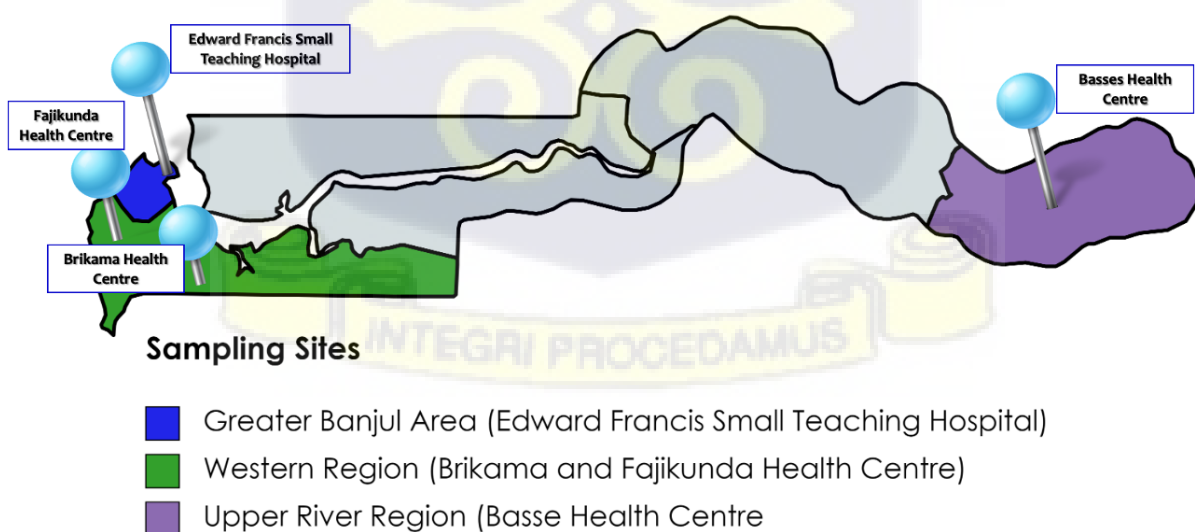 Edward Francis Small
Teaching Hospital
Basses Health
Centre
Fajikunda
Health Centre
Brikama Health
Centre
INTEGRI PROCEDAMUS
Sampling Sites
Greater Banjul Area (Edward Francis Small Teaching Hospital)
Western Region (Brikama and Fajikunda Health Centre)
Upper River Region (Basse Health Centre